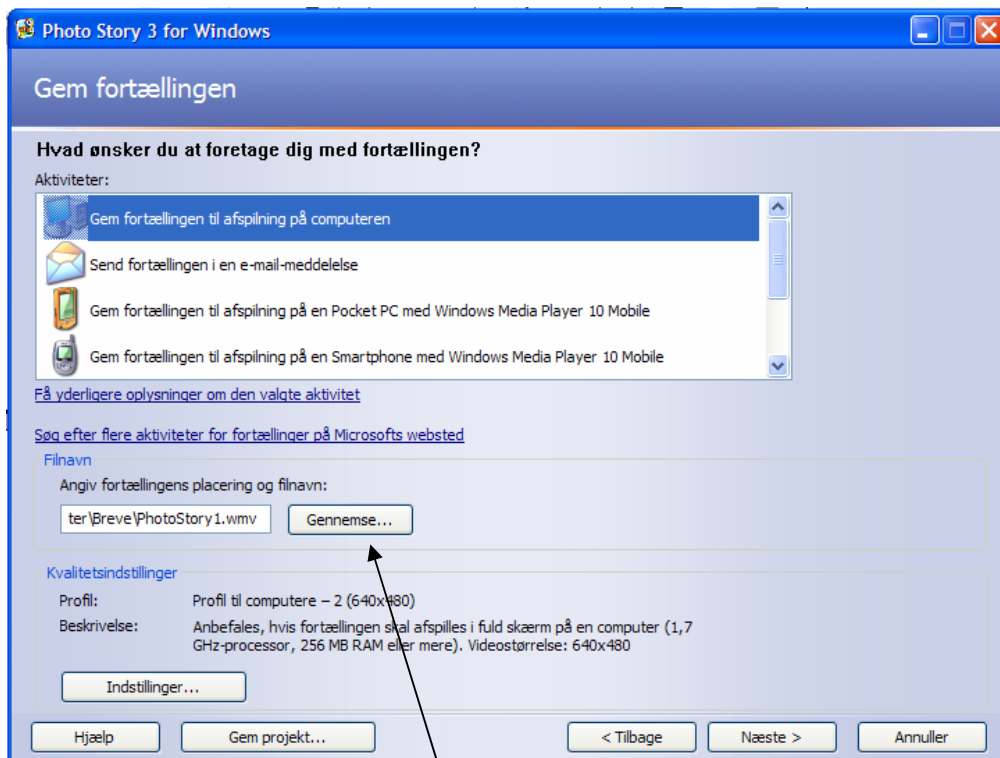 Photo Story 3 for Windows
Gem fortællingen
Hvad ønsker du at foretage dig med fortællingen?
Aktiviteter:
Gem fortællingen til afspilning på computeren
Send fortællingen i en e-mail-meddelelse
Gem fortællingen til afspilning på en Pocket PC med Windows Media Player 10 Mobile
Gem fortællingen til afspilning på en Smartphone med Windows Media Player 10 Mobile
Få yderligere oplysninger om den valgte aktivitet
Søg efter flere aktiviteter for fortællinger på Microsofts websted
Filnavn
Angiv fortællingens placering og filnavn:
ter\Breve\PhotoStory1.wmv Gennemse...
Kvalitetsindstillinger
Profil: Profil til computere – 2 (640x480)
Beskrivelse: Anbefales, hvis fortællingen skal afspilles i fuld skærm på en computer (1,7
GHz-processor, 256 MB RAM eller mere). Videostørrelse: 640x480
Indstillinger...
Hjælp Gem projekt... < Tilbage Næste > Annuller